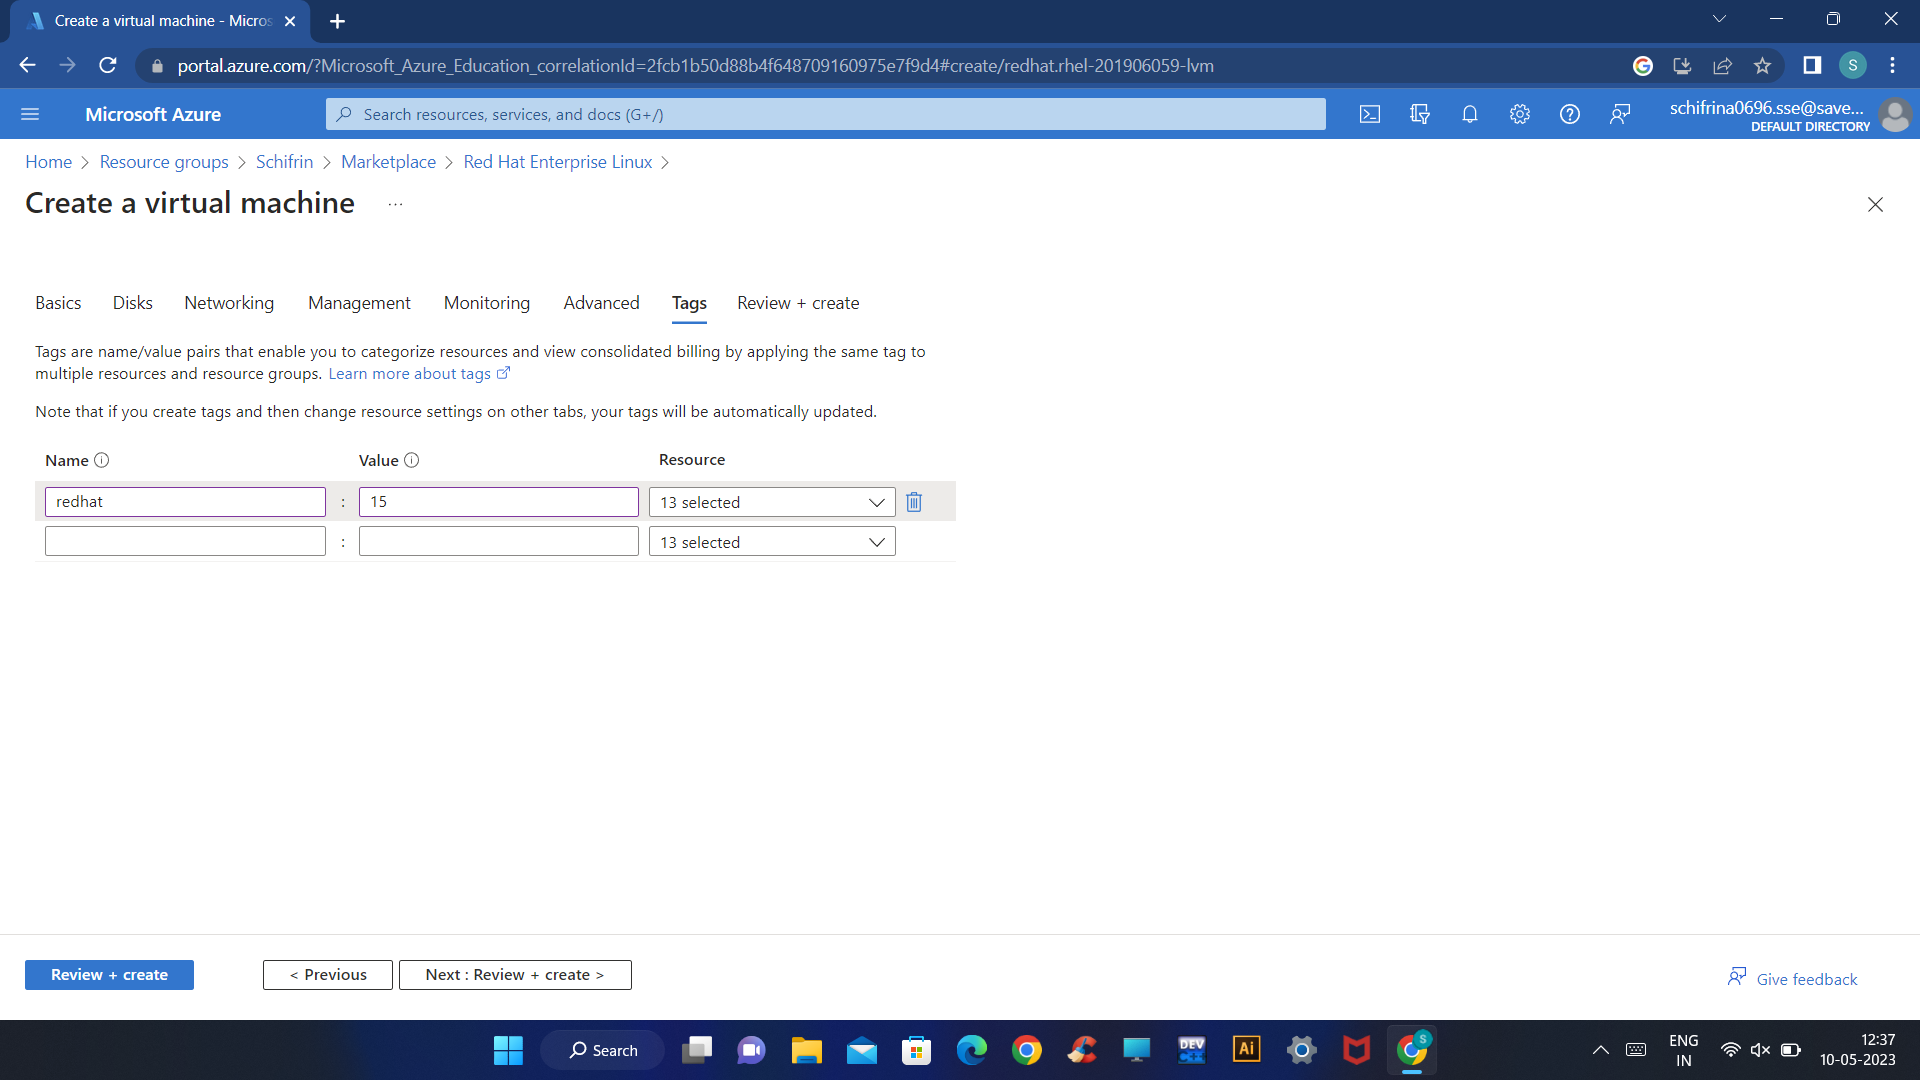 Create a virtual machine - Micros
portal.azure.com/?Microsoft_Azure_Education_correlationId=2fcb1b50d88b4f648709160975e7f9d4#create/redhat.rhel-201906059-lvm
S
Microsoft Azure
Search resources, services, and docs (G+/)
schifrina0696.sse@save...
DEFAULT DIRECTORY
Home > Resource groups > Schifrin > Marketplace > Red Hat Enterprise Linux >
Create a virtual machine ...
Basics Disks Networking Management Monitoring Advanced Tags Review + create
Tags are name/value pairs that enable you to categorize resources and view consolidated billing by applying the same tag to
multiple resources and resource groups. Learn more about tags
Note that if you create tags and then change resource settings on other tabs, your tags will be automatically updated.
Name Value Resource
redhat : 15 13 selected
: 13 selected
Review + create < Previous Next : Review + create > Give feedback
Search
DEV
C++
Ai
S
ENG
IN
12:37
10-05-2023